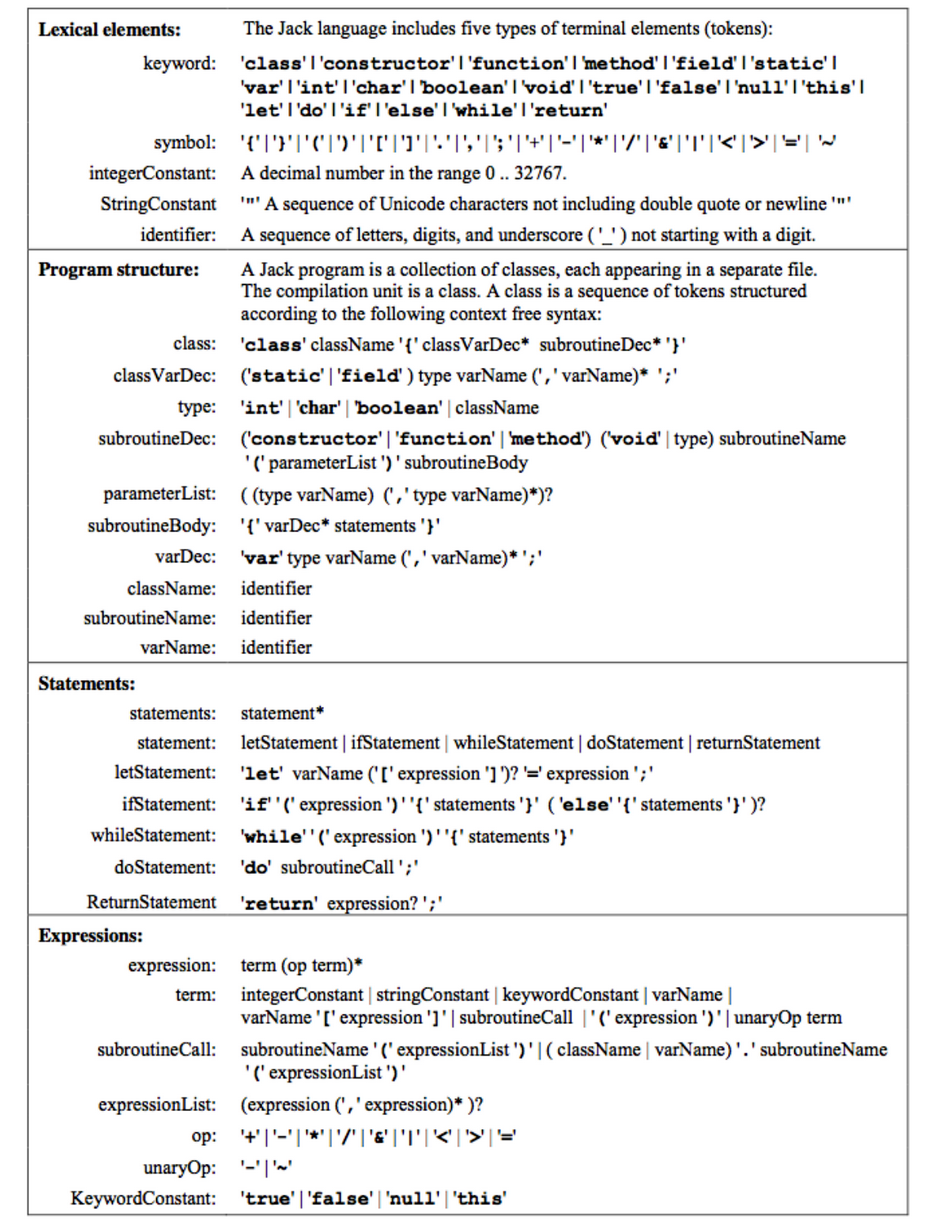 Lexical elements: The Jack language includes five types of terminal elements (tokens):
keyword: 'class'|'constructor'|'function'|'method'|'field'|'static'|
'var'|'int'|'char'|'boolean'|'void'|'true'|'false'|'null'|'this'|
'let'|'do'|'if'|'else'|'while'|'return'
symbol: '{'|'}'|'('|')'|'['|']'|'.'|','|';'|'+'|'-'|'*'|'/'|'&'|'|'|'<'|'>'|'='| '~'
integerConstant: A decimal number in the range 0 .. 32767.
StringConstant '"' A sequence of Unicode characters not including double quote or newline '"'
identifier: A sequence of letters, digits, and underscore ( '_' ) not starting with a digit.
Program structure: A Jack program is a collection of classes, each appearing in a separate file.
The compilation unit is a class. A class is a sequence of tokens structured
according to the following context free syntax:
class: 'class' className '{' classVarDec* subroutineDec* '}'
classVarDec: ('static' | 'field' ) type varName (',' varName)* ';'
type: 'int' | 'char' | 'boolean' | className
subroutineDec: ('constructor' | 'function' | 'method') ('void' | type) subroutineName
'(' parameterList ')' subroutineBody
parameterList: ( (type varName) (',' type varName)*)?
subroutineBody: '{' varDec* statements '}'
varDec: 'var' type varName (',' varName)* ';'
className: identifier
subroutineName: identifier
varName: identifier
Statements:
statements: statement*
statement: letStatement | ifStatement | whileStatement | doStatement | returnStatement
letStatement: 'let' varName ('[' expression ']')? '=' expression ';'
ifStatement: 'if' '(' expression ')' '{' statements '}' ( 'else' '{' statements '}' )?
whileStatement: 'while' '(' expression ')' '{' statements '}'
doStatement: 'do' subroutineCall ';'
ReturnStatement 'return' expression? ';'
Expressions:
expression: term (op term)*
term: integerConstant | stringConstant | keywordConstant | varName |
varName '[' expression ']' | subroutineCall | '(' expression ')' | unaryOp term
subroutineCall: subroutineName '(' expressionList ')' | ( className | varName) '.' subroutineName
'(' expressionList ')'
expressionList: (expression (',' expression)* )?
op: '+' | '-' | '*' | '/' | '&' | '|' | '<' | '>' | '='
unaryOp: '-' | '~'
KeywordConstant: 'true' | 'false' | 'null' | 'this'